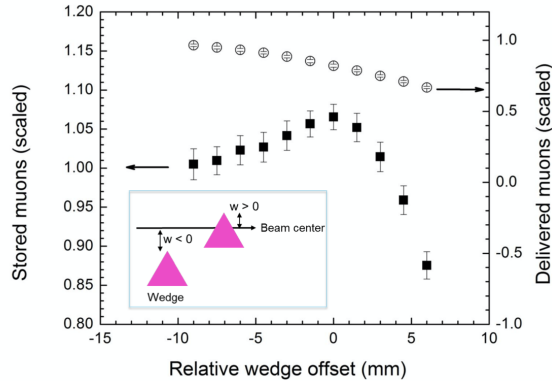 1.20
1.15
1.10
1.05
1.00
0.95
0.90
0.85
0.80
Stored muons (scaled)
1.0
0.5
0.0
-0.5
-1.0
Delivered muons (scaled)
w > 0
Beam center
w < 0
Wedge
-15 -10 -5 0 5 10
Relative wedge offset (mm)